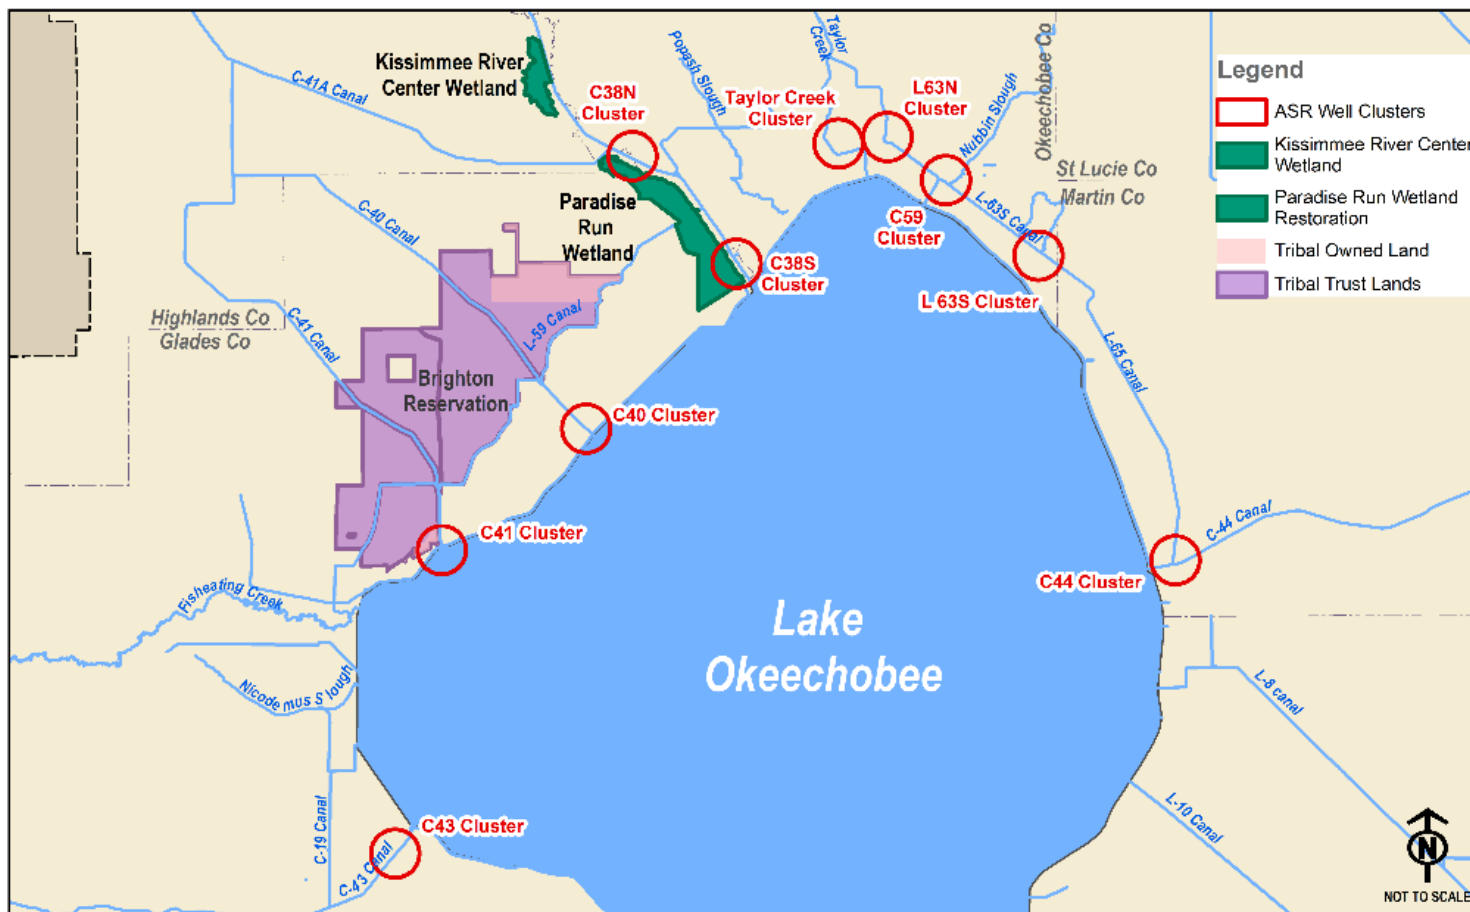 Kissimmee River
Center Wetland
C-41A Canal
C38N
Cluster
Popash Slough
Taylor
Creek
Taylor Creek
Cluster
L63N
Cluster
Nubbin Slough
Okeechobee Co
St Lucie Co
Martin Co
Legend
ASR Well Clusters
Kissimmee River Center
Wetland
Paradise Run Wetland
Restoration
Tribal Owned Land
Tribal Trust Lands
C-40 Canal
Paradise
Run
Wetland
C59
Cluster
L-63S Canal
C38S
Cluster
L 63S Cluster
Highlands Co
Glades Co
C-41 Canal
L-59 Canal
L-65 Canal
Brighton
Reservation
C40 Cluster
C41 Cluster
C-44 Canal
C44 Cluster
Fisheating Creek
Lake
Okeechobee
Nicode mus S lough
L-8 canal
C-19 Canal
C43 Cluster
C-43 Canal
L-10 Canal
N
NOT TO SCALE